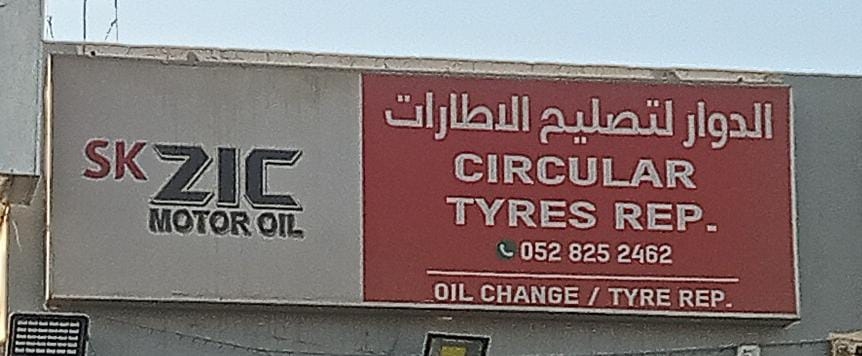 SK ZIC
MOTOR OIL
الدوار لتصليح الاطارات
CIRCULAR
TYRES REP.
052 825 2462
OIL CHANGE / TYRE REP.